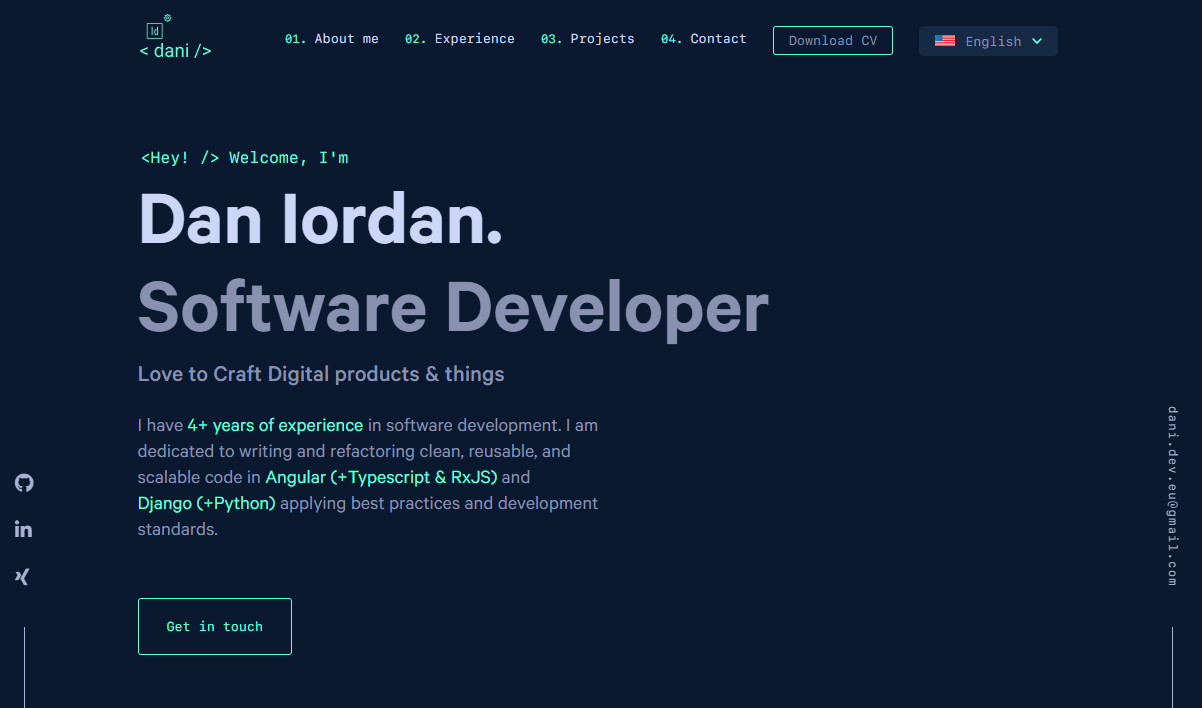 Id
< dani />
01. About me
02. Experience
03. Projects
04. Contact
Download CV
English
<Hey! /> Welcome, I'm
Dan Iordan.
Software Developer
Love to Craft Digital products & things
I have 4+ years of experience in software development. I am
dedicated to writing and refactoring clean, reusable, and
scalable code in Angular (+Typescript & RxJS) and
Django (+Python) applying best practices and development
standards.
Get in touch
dani.dev.eu@gmail.com